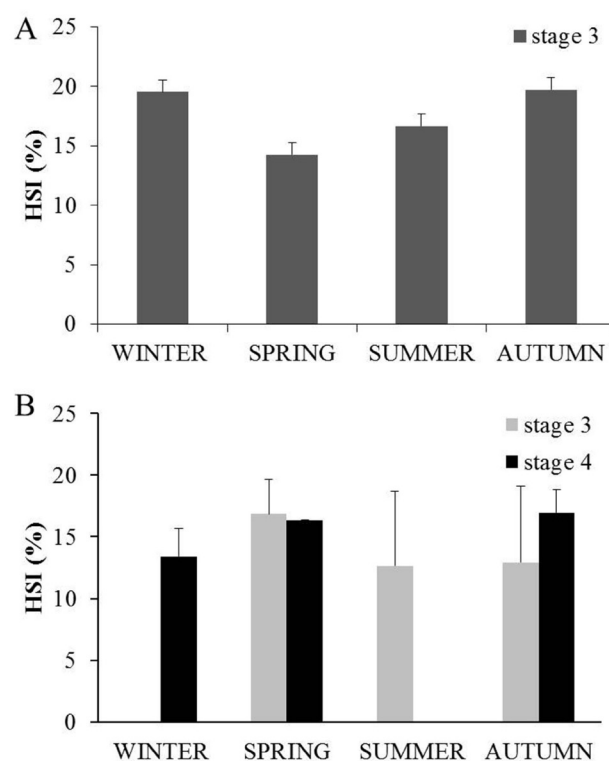 A
25
20
15
10
5
0
HSI (%)
stage 3
WINTER SPRING SUMMER AUTUMN
B
25
20
15
10
5
0
HSI (%)
stage 3
stage 4
WINTER SPRING SUMMER AUTUMN